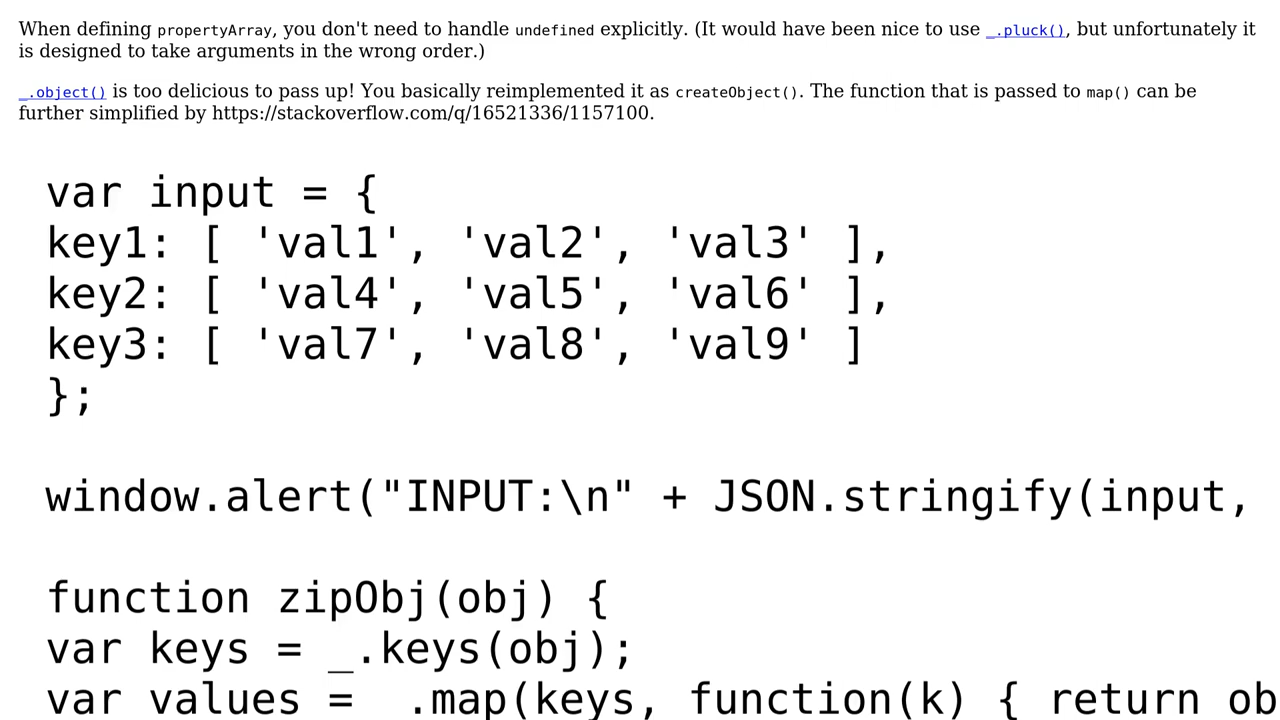 When defining propertyArray, you don't need to handle undefined explicitly. (It would have been nice to use _.pluck(), but unfortunately it
is designed to take arguments in the wrong order.)
_.object() is too delicious to pass up! You basically reimplemented it as createObject(). The function that is passed to map() can be
further simplified by https://stackoverflow.com/q/16521336/1157100.
var input = {
key1: [ 'val1', 'val2', 'val3' ],
key2: [ 'val4', 'val5', 'val6' ],
key3: [ 'val7', 'val8', 'val9' ]
};
window.alert("INPUT:\n" + JSON.stringify(input,
function zipObj(obj) {
var keys = _.keys(obj);
var values = .map(keys, function(k) { return ob